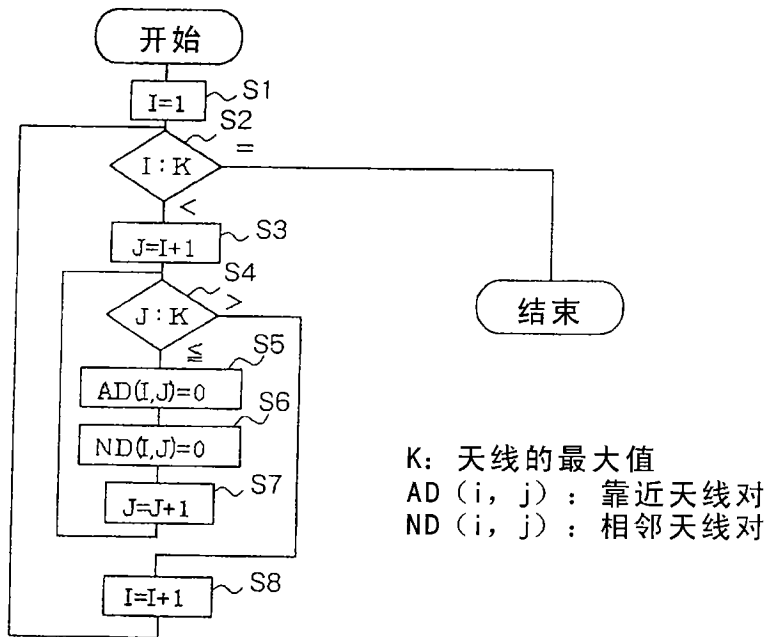 开始
I=1
S1
S2
I:K
=
<
J=I+1
S3
S4
J:K
>
≦
AD(I,J)=0
S5
ND(I,J)=0
S6
J=J+1
S7
I=I+1
S8
结束
K: 天线的最大值
AD（i，j）：靠近天线对
ND（i，j）：相邻天线对